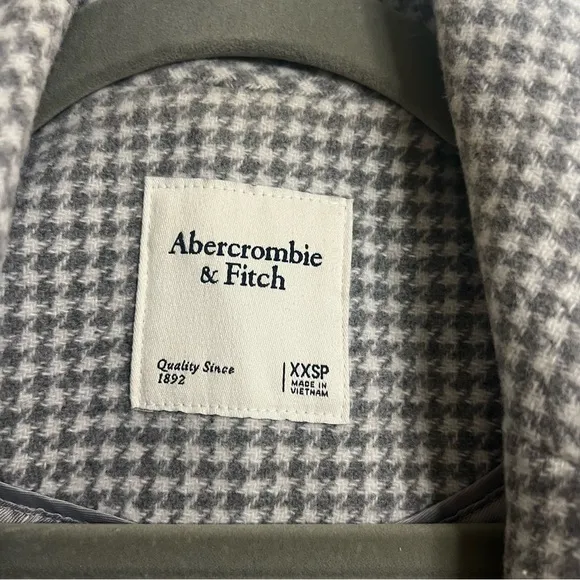 Abercrombie
& Fitch
Quality Since
1892
XXSP
MADE IN
VIETNAM